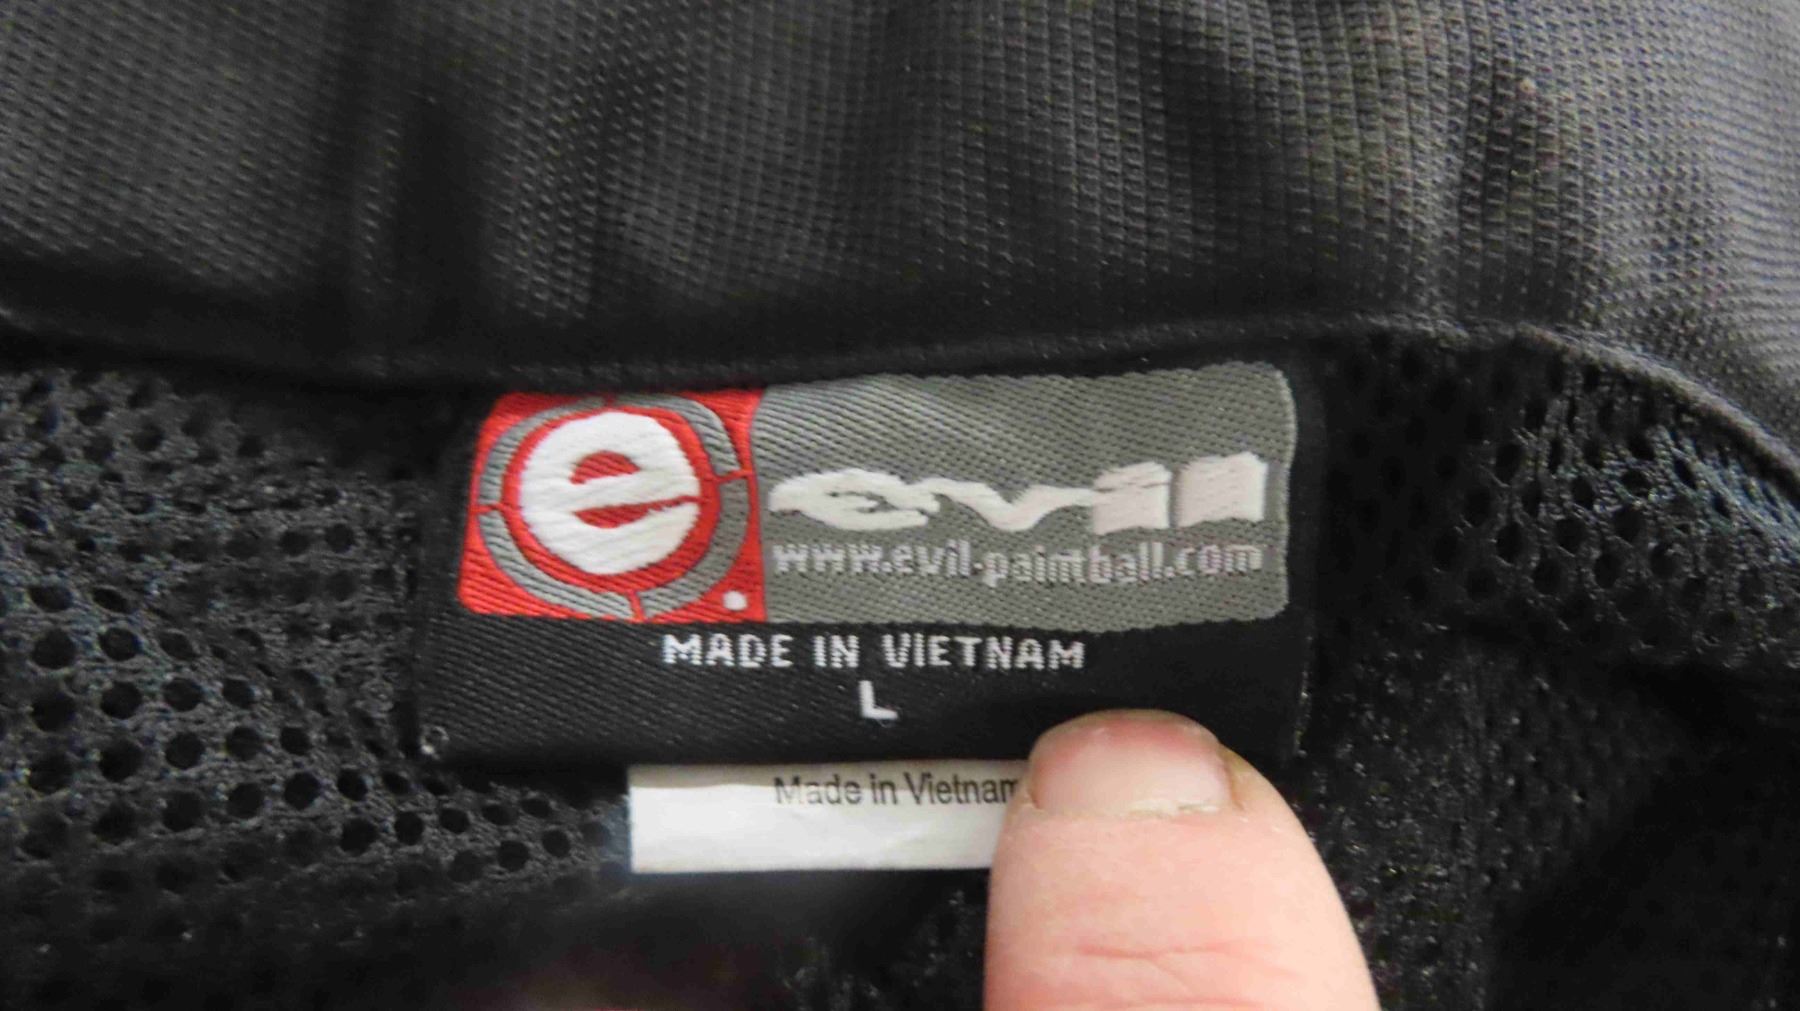 e
evil
www.evil-paintball.com
MADE IN VIETNAM
L
Made in Vietnam